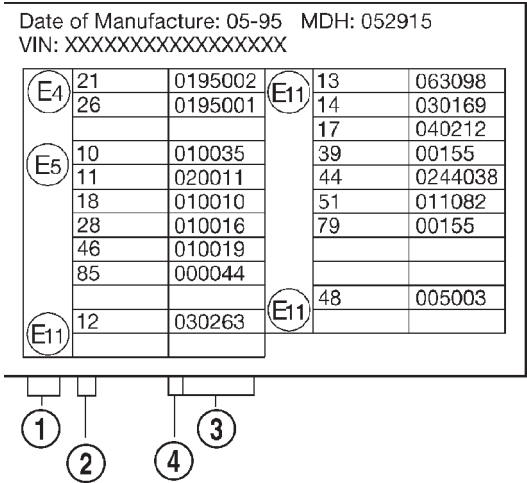 Date of Manufacture: 05-95 MDH: 052915
VIN: XXXXXXXXXXXXXXXXX
E4 21 0195002 E11 13 063098
26 0195001 14 030169
17 040212
E5 10 010035 39 00155
11 020011 44 0244038
18 010010 51 011082
28 010016 79 00155
46 010019
85 000044
E11 48 005003
E11 12 030263
1 2 4 3